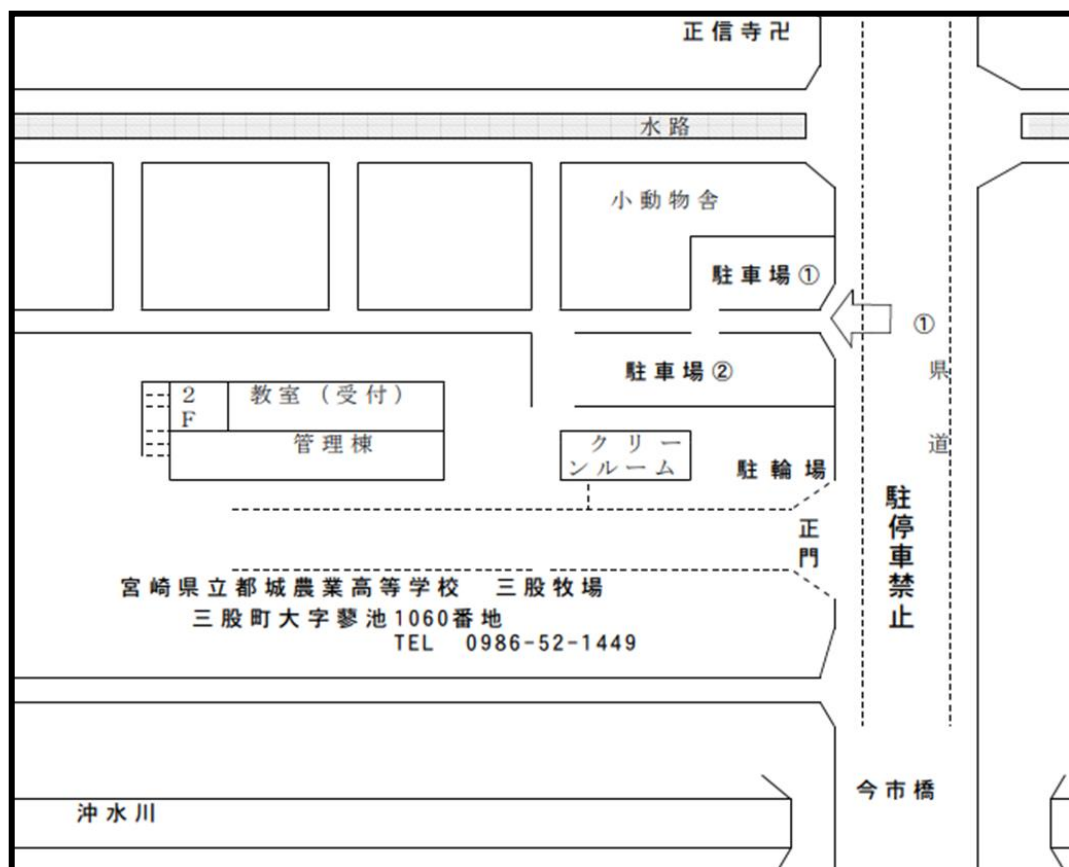 正信寺卍
水路
小動物舎
駐車場①
①
駐車場②
県道
2F
教室（受付）
管理棟
クリー
ンルーム
駐輪場
駐停車禁止
正門
宮崎県立都城農業高等学校　三股牧場
三股町大字蓼池1060番地
TEL　0986-52-1449
今市橋
沖水川